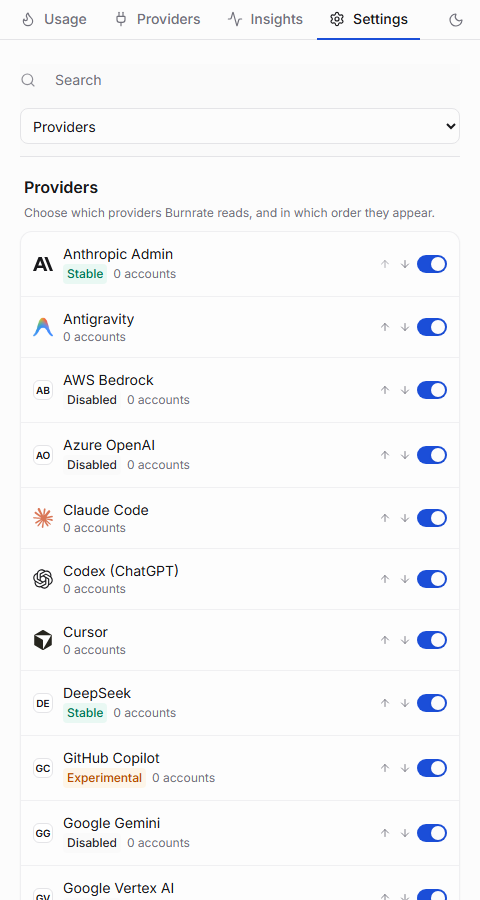 Usage Providers Insights Settings
Search
Providers
Providers
Choose which providers Burnrate reads, and in which order they appear.
Anthropic Admin
Stable 0 accounts
Antigravity
0 accounts
AB
AWS Bedrock
Disabled 0 accounts
AO
Azure OpenAI
Disabled 0 accounts
Claude Code
0 accounts
Codex (ChatGPT)
0 accounts
Cursor
0 accounts
DE
DeepSeek
Stable 0 accounts
GC
GitHub Copilot
Experimental 0 accounts
GG
Google Gemini
Disabled 0 accounts
GV
Google Vertex AI